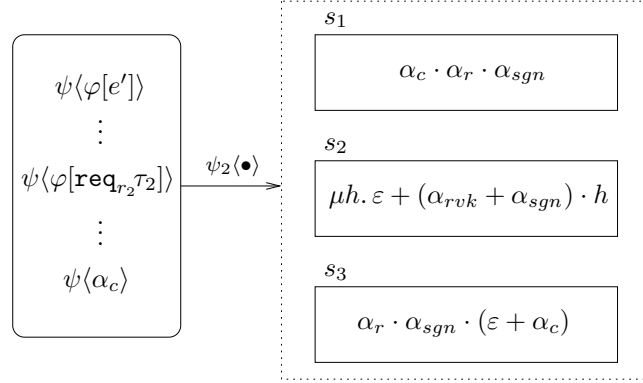 ψ⟨φ[e′]⟩
⋮
ψ⟨φ[req_{r_2}τ_2]⟩
⋮
ψ⟨α_c⟩
ψ_2⟨•⟩
s_1
α_c · α_r · α_{sgn}
s_2
μh. ε + (α_{rvk} + α_{sgn}) · h
s_3
α_r · α_{sgn} · (ε + α_c)